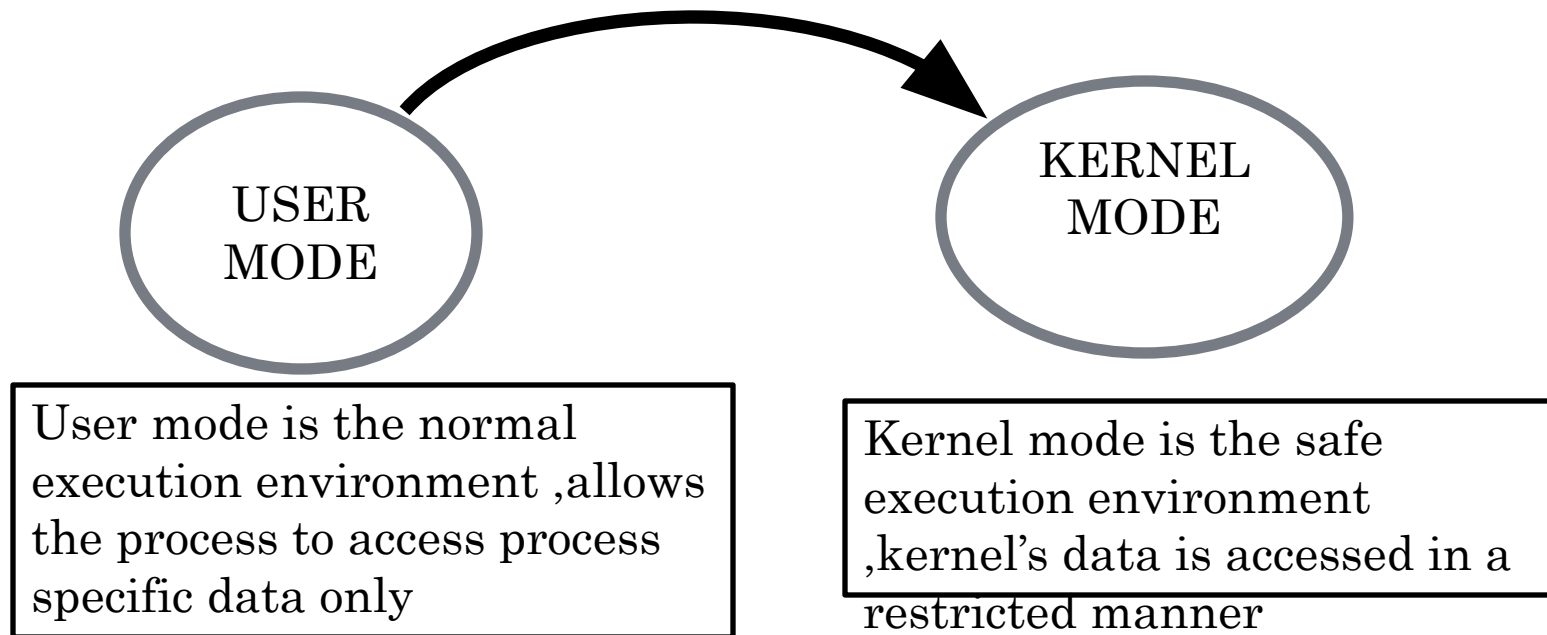 USER
MODE
KERNEL
MODE
User mode is the normal
execution environment ,allows
the process to access process
specific data only
Kernel mode is the safe
execution environment
,kernel’s data is accessed in a
restricted manner